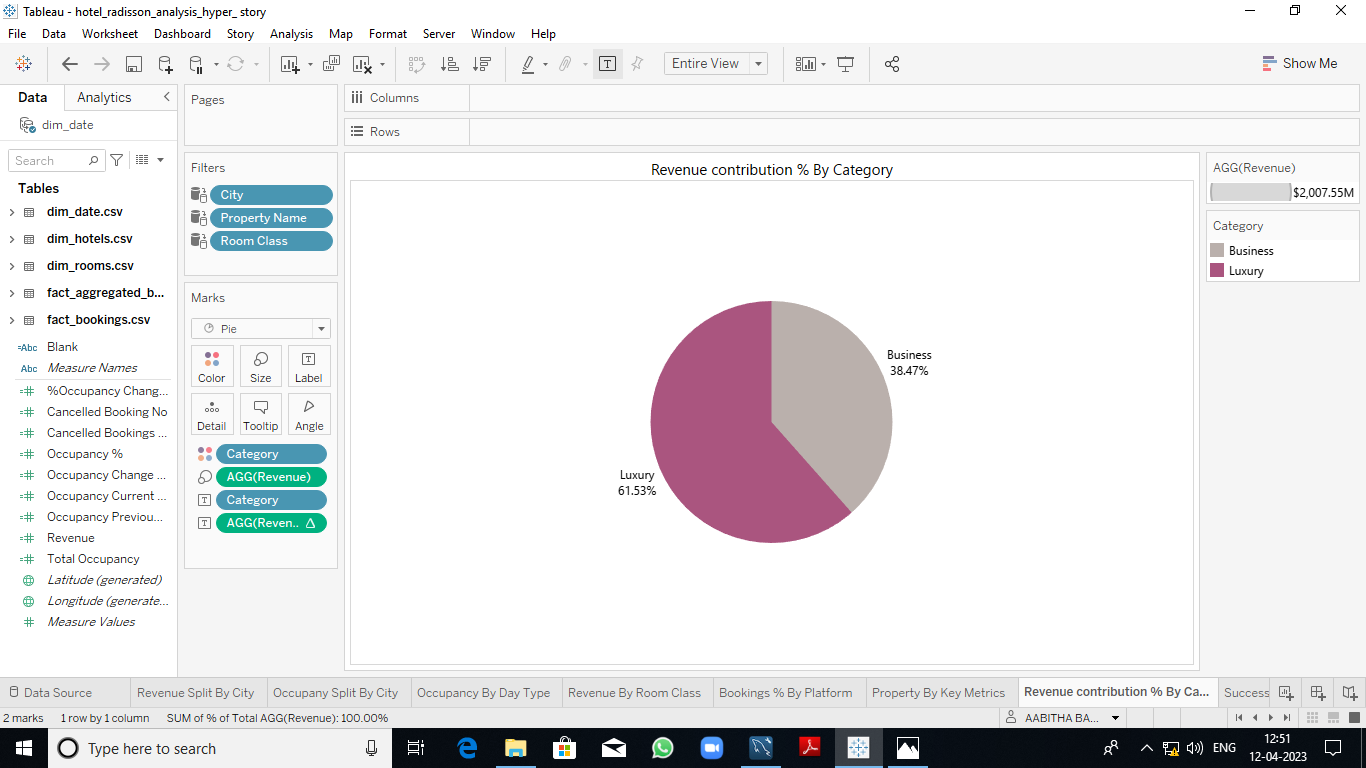 Tableau - hotel_radisson_analysis_hyper_ story
File Data Worksheet Dashboard Story Analysis Map Format Server Window Help
Entire View
Show Me
Data Analytics
dim_date
Search
Tables
dim_date.csv
dim_hotels.csv
dim_rooms.csv
fact_aggregated_b...
fact_bookings.csv
=Abc Blank
Abc Measure Names
%Occupancy Chang...
Cancelled Booking No
Cancelled Bookings ...
Occupancy %
Occupancy Change ...
Occupancy Current ...
Occupancy Previou...
Revenue
Total Occupancy
Latitude (generated)
Longitude (generate...
Measure Values
Pages
Filters
City
Property Name
Room Class
Marks
Pie
Color Size Label
Detail Tooltip Angle
Category
AGG(Revenue)
Category
AGG(Reven.. Δ
Columns
Rows
Revenue contribution % By Category
Business
38.47%
Luxury
61.53%
AGG(Revenue)
$2,007.55M
Category
Business
Luxury
Data Source Revenue Split By City Occupany Split By City Occupancy By Day Type Revenue By Room Class Bookings % By Platform Property By Key Metrics Revenue contribution % By Ca... Success
2 marks 1 row by 1 column SUM of % of Total AGG(Revenue): 100.00% AABITHA BA...
Type here to search
ENG
12:51
12-04-2023